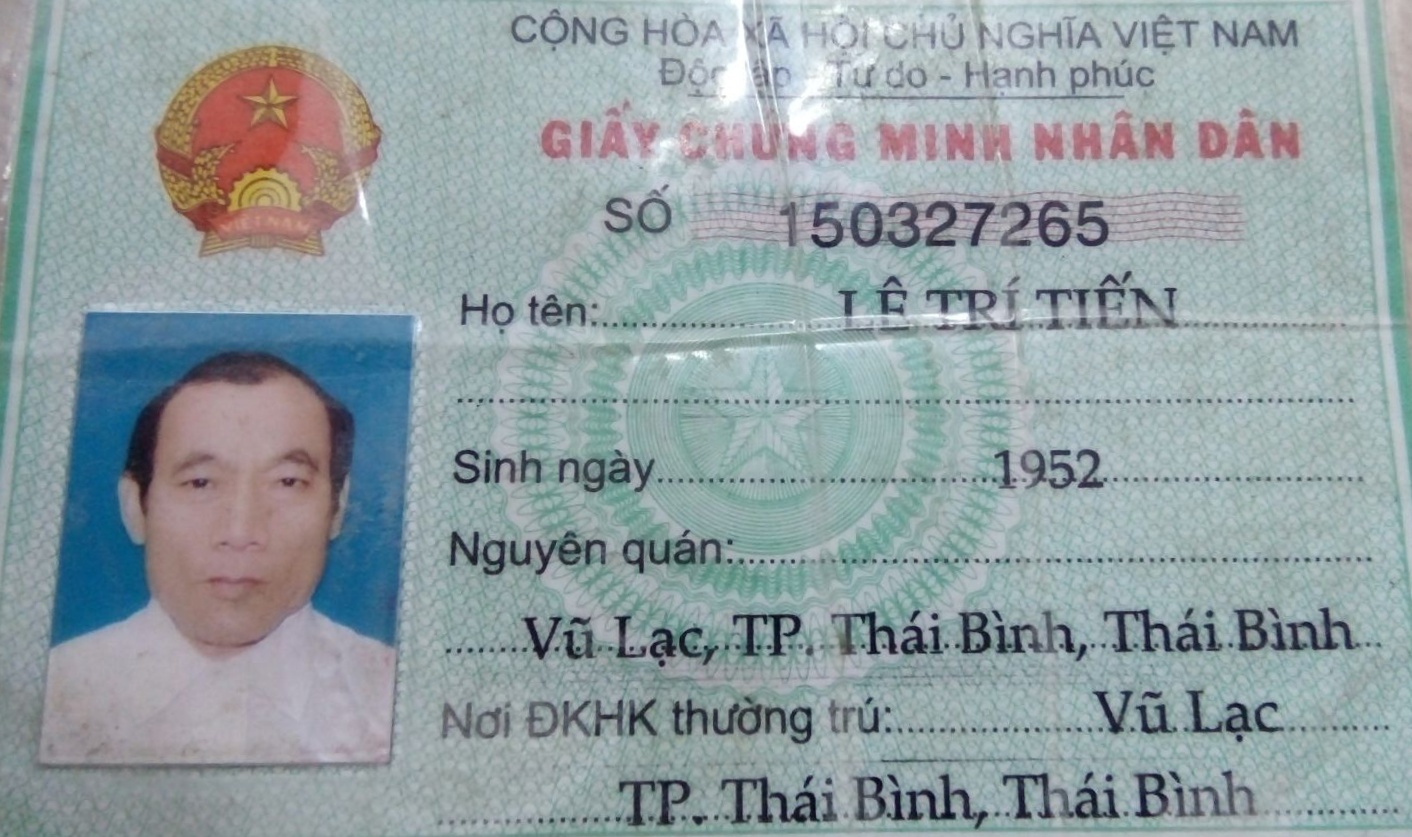 CỘNG HÒA XÃ HỘI CHỦ NGHĨA VIỆT NAM
Độc lập - Tự do - Hạnh phúc
GIẤY CHỨNG MINH NHÂN DÂN
SỐ 150327265
Họ tên: LÊ TRÍ TIẾN
Sinh ngày 1952
Nguyên quán:
Vũ Lạc, TP. Thái Bình, Thái Bình
Nơi ĐKHK thường trú: Vũ Lạc
TP. Thái Bình, Thái Bình
VIỆT NAM